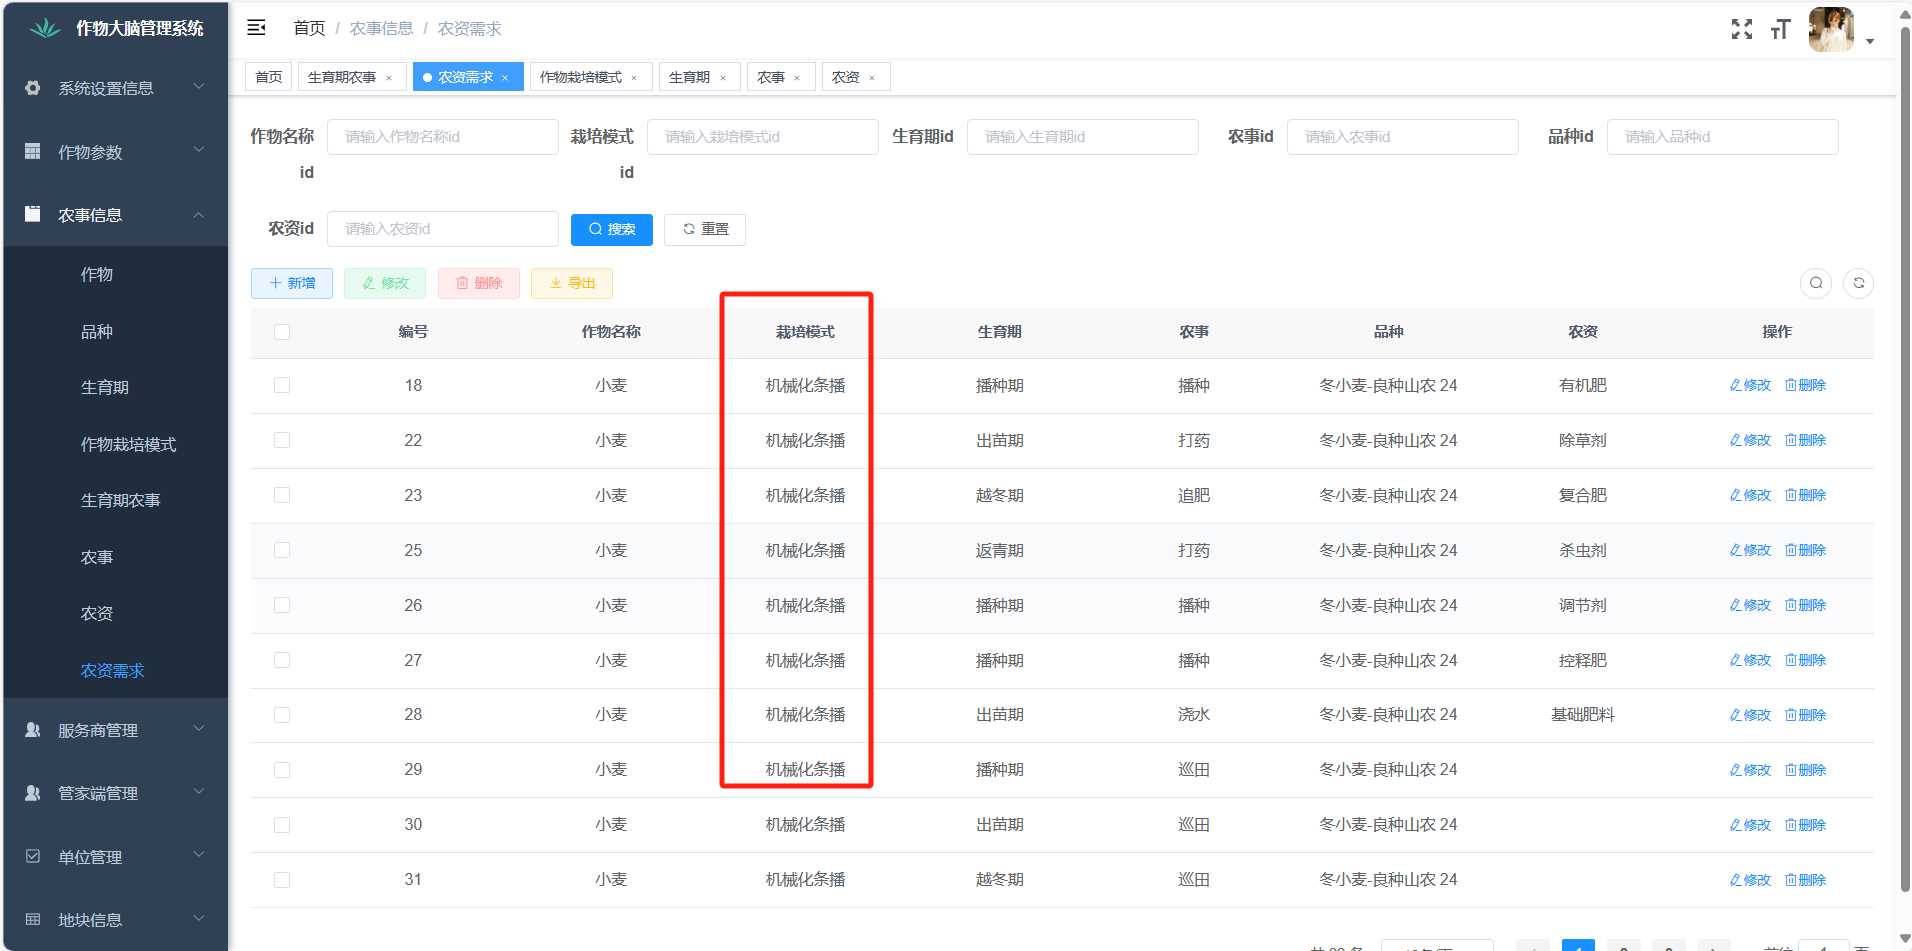 作物大脑管理系统
首页 / 农事信息 / 农资需求
首页 生育期农事 × 农资需求 × 作物栽培模式 × 生育期 × 农事 × 农资 ×
系统设置信息
作物参数
农事信息
作物
品种
生育期
作物栽培模式
生育期农事
农事
农资
农资需求
服务商管理
管家端管理
单位管理
地块信息
作物名称id 请输入作物名称id 栽培模式id 请输入栽培模式id 生育期id 请输入生育期id 农事id 请输入农事id 品种id 请输入品种id
农资id 请输入农资id 搜索 重置
新增 修改 删除 导出
编号 作物名称 栽培模式 生育期 农事 品种 农资 操作
18 小麦 机械化条播 播种期 播种 冬小麦-良种山农 24 有机肥 修改 删除
22 小麦 机械化条播 出苗期 打药 冬小麦-良种山农 24 除草剂 修改 删除
23 小麦 机械化条播 越冬期 追肥 冬小麦-良种山农 24 复合肥 修改 删除
25 小麦 机械化条播 返青期 打药 冬小麦-良种山农 24 杀虫剂 修改 删除
26 小麦 机械化条播 播种期 播种 冬小麦-良种山农 24 调节剂 修改 删除
27 小麦 机械化条播 播种期 播种 冬小麦-良种山农 24 控释肥 修改 删除
28 小麦 机械化条播 出苗期 浇水 冬小麦-良种山农 24 基础肥料 修改 删除
29 小麦 机械化条播 播种期 巡田 冬小麦-良种山农 24 修改 删除
30 小麦 机械化条播 出苗期 巡田 冬小麦-良种山农 24 修改 删除
31 小麦 机械化条播 越冬期 巡田 冬小麦-良种山农 24 修改 删除